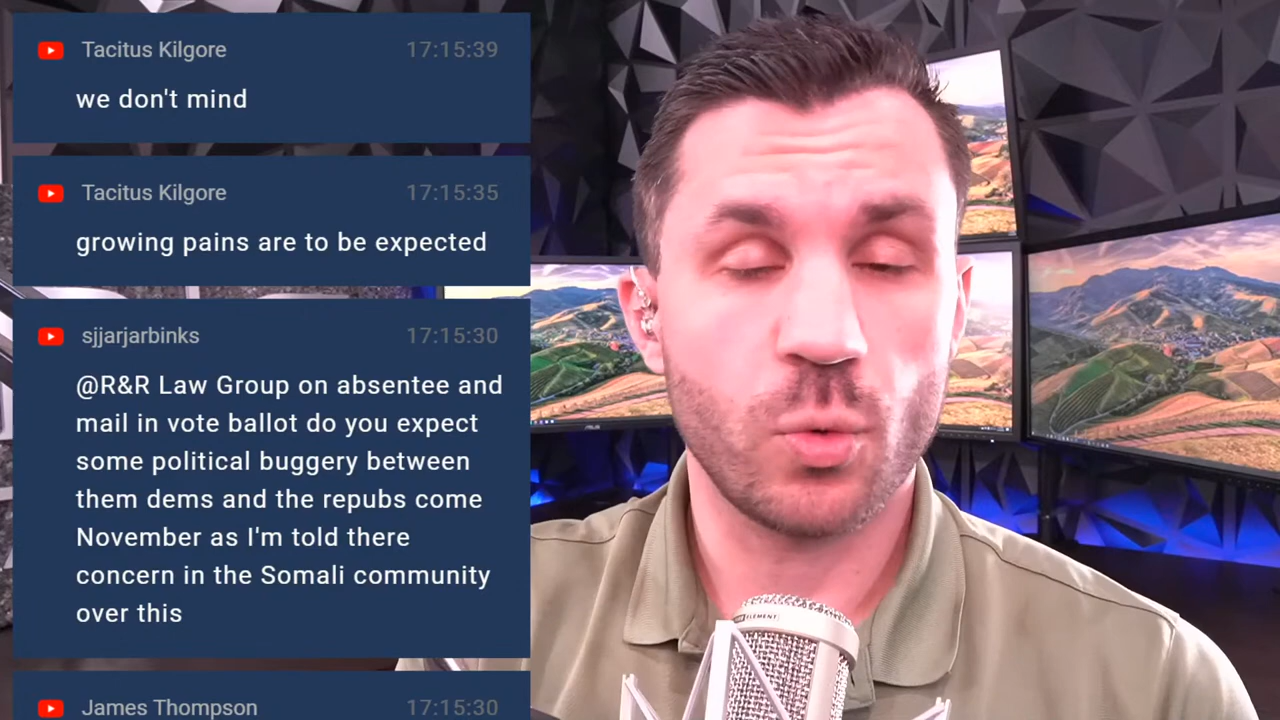 Tacitus Kilgore 17:15:39
we don't mind
Tacitus Kilgore 17:15:35
growing pains are to be expected
sjjarjarbinks 17:15:30
@R&R Law Group on absentee and
mail in vote ballot do you expect
some political buggery between
them dems and the repubs come
November as I'm told there
concern in the Somali community
over this
James Thompson 17:15:30
ELEMENT